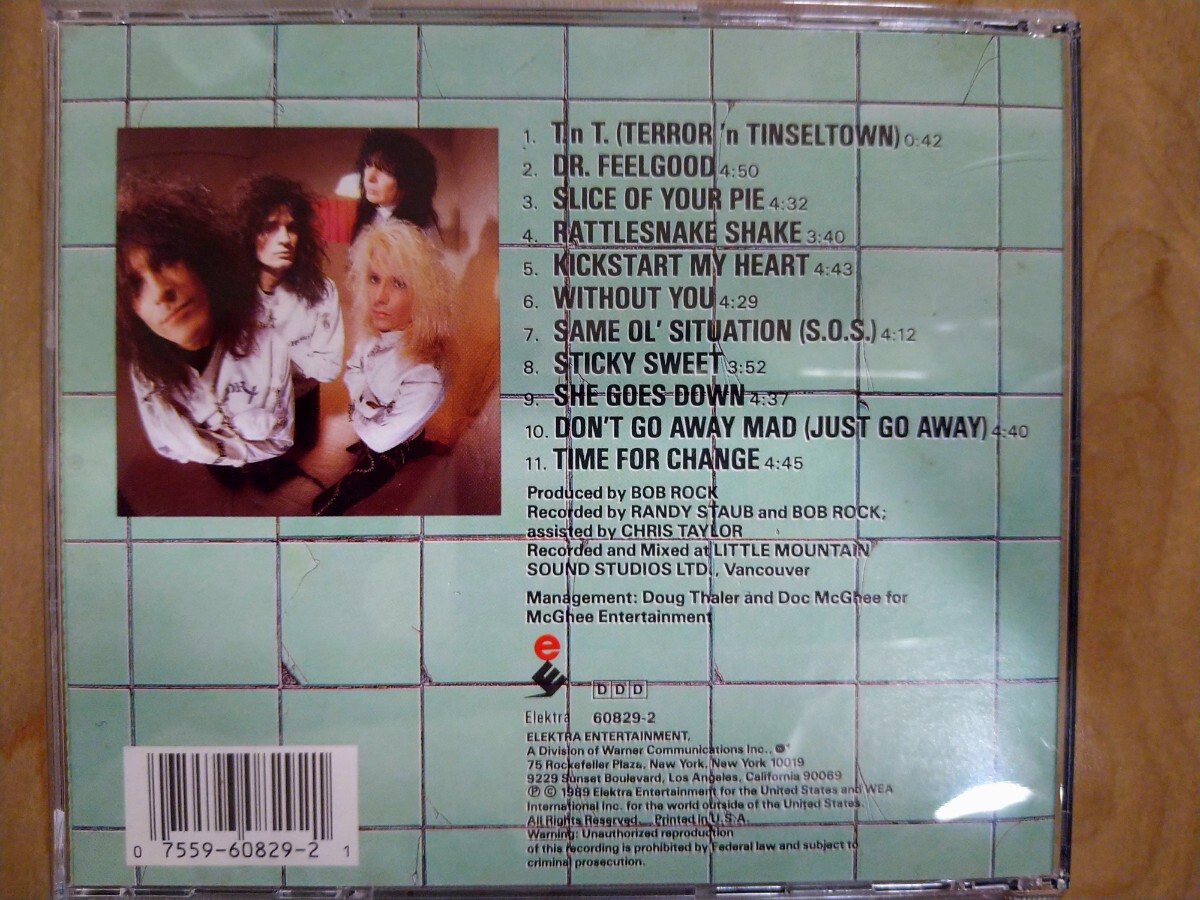 1. T.n T. (TERROR 'n TINSELTOWN) 0:42
2. DR. FEELGOOD 4:50
3. SLICE OF YOUR PIE 4:32
4. RATTLESNAKE SHAKE 3:40
5. KICKSTART MY HEART 4:43
6. WITHOUT YOU 4:29
7. SAME OL' SITUATION (S.O.S.) 4:12
8. STICKY SWEET 3:52
9. SHE GOES DOWN 4:37
10. DON'T GO AWAY MAD (JUST GO AWAY) 4:40
11. TIME FOR CHANGE 4:45
Produced by BOB ROCK
Recorded by RANDY STAUB and BOB ROCK;
assisted by CHRIS TAYLOR
Recorded and Mixed at LITTLE MOUNTAIN
SOUND STUDIOS LTD., Vancouver
Management: Doug Thaler and Doc McGhee for
McGhee Entertainment
e
DDD
Elektra 60829-2
ELEKTRA ENTERTAINMENT,
A Division of Warner Communications Inc.,
75 Rockefeller Plaza, New York, New York 10019
9229 Sunset Boulevard, Los Angeles, California 90069
℗ © 1989 Elektra Entertainment for the United States and WEA
International Inc. for the world outside of the United States.
All Rights Reserved. Printed in U.S.A.
Warning: Unauthorized reproduction
of this recording is prohibited by Federal law and subject to
criminal prosecution.
0 7559-60829-2 1